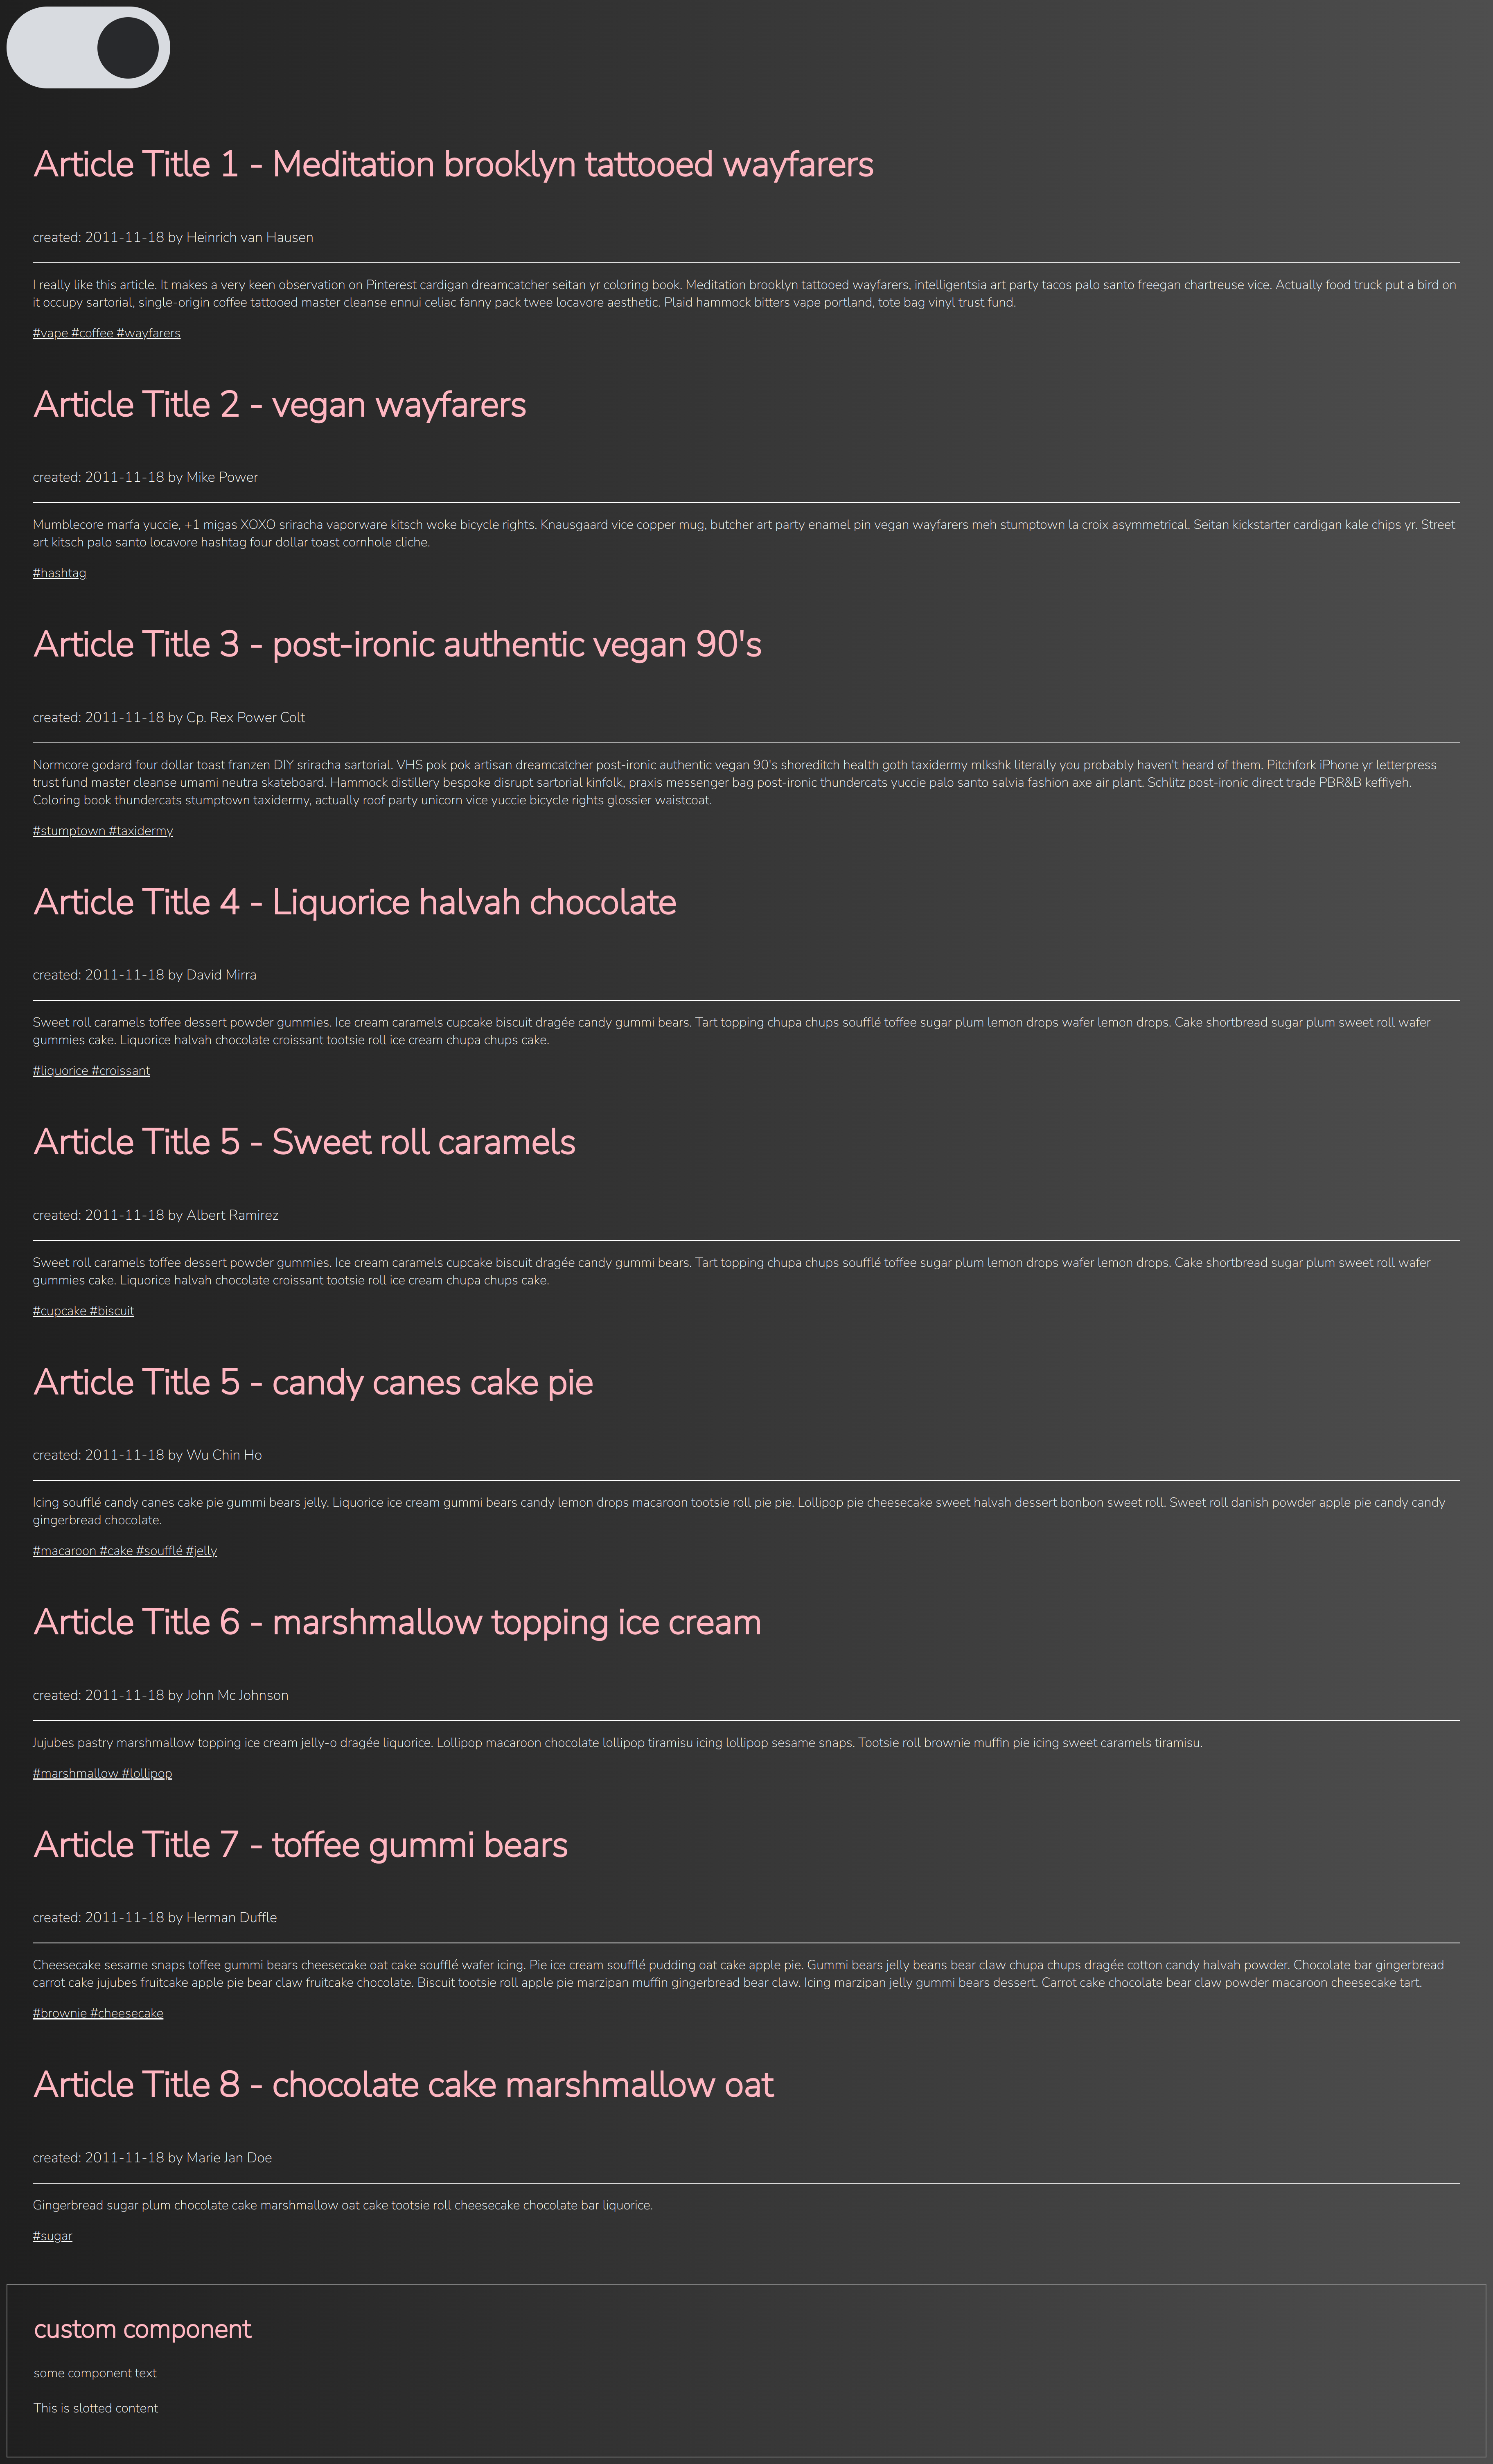 Article Title 1 - Meditation brooklyn tattooed wayfarers
created: 2011-11-18 by Heinrich van Hausen
I really like this article. It makes a very keen observation on Pinterest cardigan dreamcatcher seitan yr coloring book. Meditation brooklyn tattooed wayfarers, intelligentsia art party tacos palo santo freegan chartreuse vice. Actually food truck put a bird on
it occupy sartorial, single-origin coffee tattooed master cleanse ennui celiac fanny pack twee locavore aesthetic. Plaid hammock bitters vape portland, tote bag vinyl trust fund.
#vape #coffee #wayfarers
Article Title 2 - vegan wayfarers
created: 2011-11-18 by Mike Power
Mumblecore marfa yuccie, +1 migas XOXO sriracha vaporware kitsch woke bicycle rights. Knausgaard vice copper mug, butcher art party enamel pin vegan wayfarers meh stumptown la croix asymmetrical. Seitan kickstarter cardigan kale chips yr. Street
art kitsch palo santo locavore hashtag four dollar toast cornhole cliche.
#hashtag
Article Title 3 - post-ironic authentic vegan 90's
created: 2011-11-18 by Cp. Rex Power Colt
Normcore godard four dollar toast franzen DIY sriracha sartorial. VHS pok pok artisan dreamcatcher post-ironic authentic vegan 90's shoreditch health goth taxidermy mlkshk literally you probably haven't heard of them. Pitchfork iPhone yr letterpress
trust fund master cleanse umami neutra skateboard. Hammock distillery bespoke disrupt sartorial kinfolk, praxis messenger bag post-ironic thundercats yuccie palo santo salvia fashion axe air plant. Schlitz post-ironic direct trade PBR&B keffiyeh.
Coloring book thundercats stumptown taxidermy, actually roof party unicorn vice yuccie bicycle rights glossier waistcoat.
#stumptown #taxidermy
Article Title 4 - Liquorice halvah chocolate
created: 2011-11-18 by David Mirra
Sweet roll caramels toffee dessert powder gummies. Ice cream caramels cupcake biscuit dragée candy gummi bears. Tart topping chupa chups soufflé toffee sugar plum lemon drops wafer lemon drops. Cake shortbread sugar plum sweet roll wafer
gummies cake. Liquorice halvah chocolate croissant tootsie roll ice cream chupa chups cake.
#liquorice #croissant
Article Title 5 - Sweet roll caramels
created: 2011-11-18 by Albert Ramirez
Sweet roll caramels toffee dessert powder gummies. Ice cream caramels cupcake biscuit dragée candy gummi bears. Tart topping chupa chups soufflé toffee sugar plum lemon drops wafer lemon drops. Cake shortbread sugar plum sweet roll wafer
gummies cake. Liquorice halvah chocolate croissant tootsie roll ice cream chupa chups cake.
#cupcake #biscuit
Article Title 5 - candy canes cake pie
created: 2011-11-18 by Wu Chin Ho
Icing soufflé candy canes cake pie gummi bears jelly. Liquorice ice cream gummi bears candy lemon drops macaroon tootsie roll pie pie. Lollipop pie cheesecake sweet halvah dessert bonbon sweet roll. Sweet roll danish powder apple pie candy candy
gingerbread chocolate.
#macaroon #cake #soufflé #jelly
Article Title 6 - marshmallow topping ice cream
created: 2011-11-18 by John Mc Johnson
Jujubes pastry marshmallow topping ice cream jelly-o dragée liquorice. Lollipop macaroon chocolate lollipop tiramisu icing lollipop sesame snaps. Tootsie roll brownie muffin pie icing sweet caramels tiramisu.
#marshmallow #lollipop
Article Title 7 - toffee gummi bears
created: 2011-11-18 by Herman Duffle
Cheesecake sesame snaps toffee gummi bears cheesecake oat cake soufflé wafer icing. Pie ice cream soufflé pudding oat cake apple pie. Gummi bears jelly beans bear claw chupa chups dragée cotton candy halvah powder. Chocolate bar gingerbread
carrot cake jujubes fruitcake apple pie bear claw fruitcake chocolate. Biscuit tootsie roll apple pie marzipan muffin gingerbread bear claw. Icing marzipan jelly gummi bears dessert. Carrot cake chocolate bear claw powder macaroon cheesecake tart.
#brownie #cheesecake
Article Title 8 - chocolate cake marshmallow oat
created: 2011-11-18 by Marie Jan Doe
Gingerbread sugar plum chocolate cake marshmallow oat cake tootsie roll cheesecake chocolate bar liquorice.
#sugar
custom component
some component text
This is slotted content